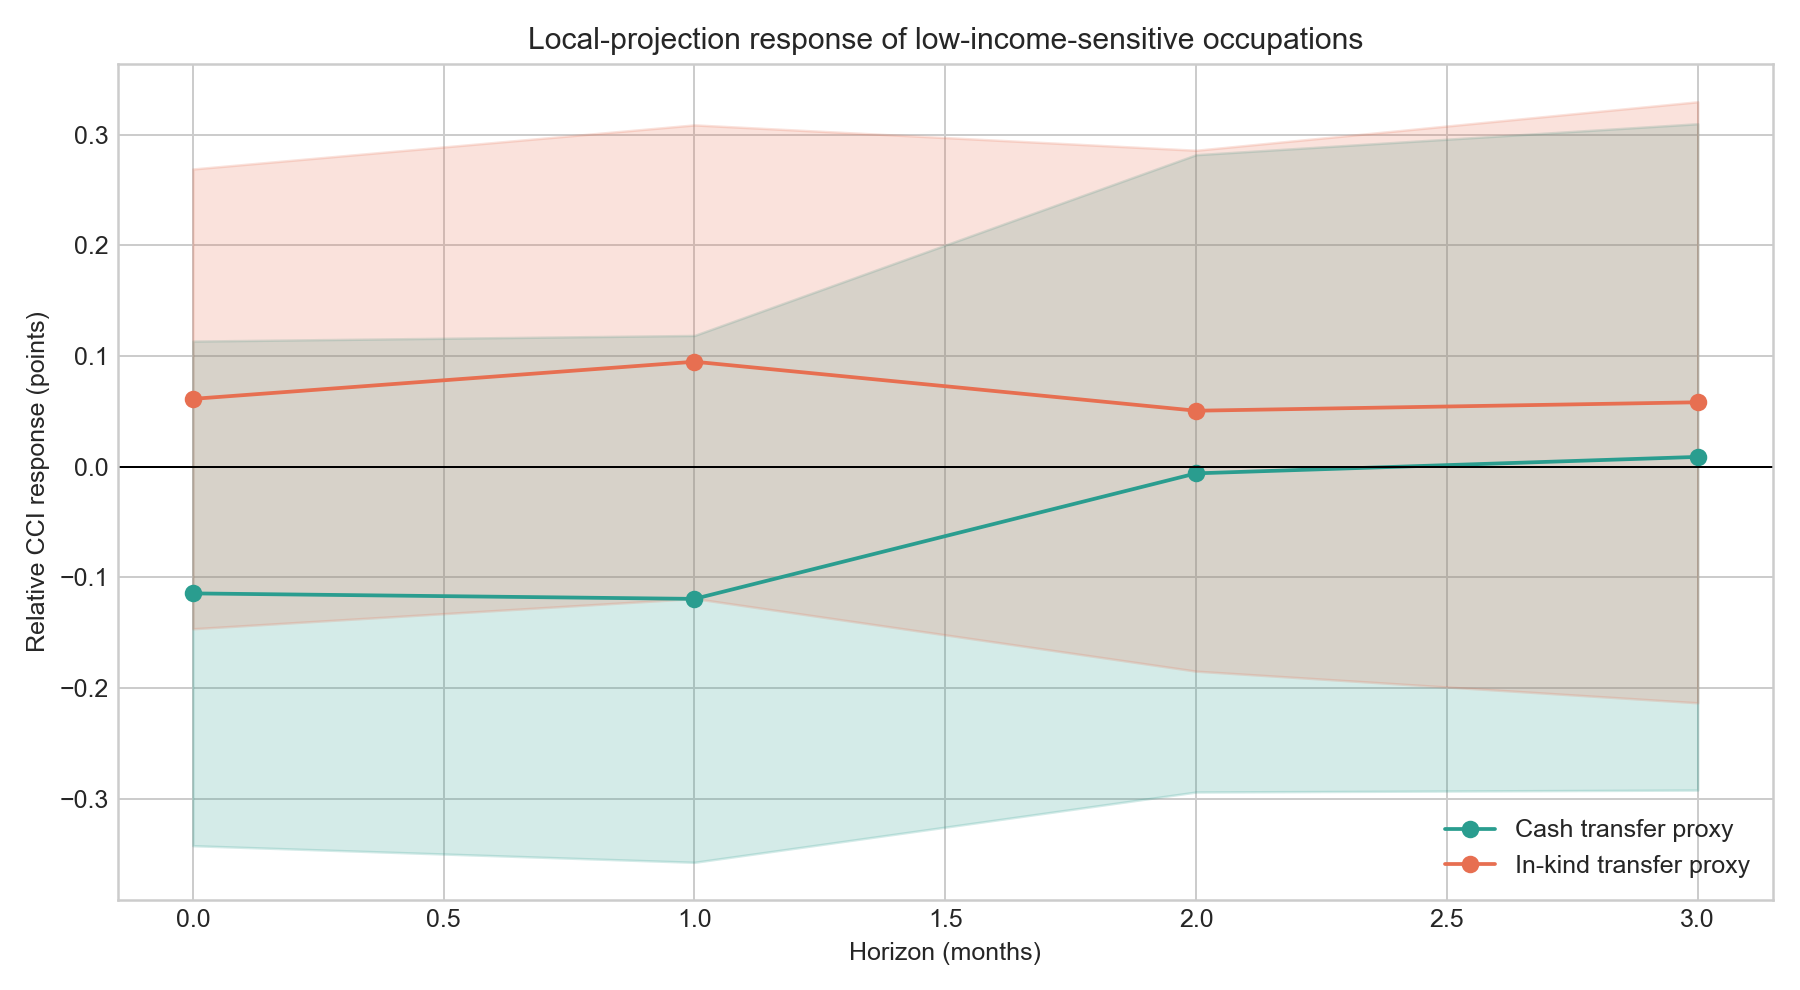 Local-projection response of low-income-sensitive occupations
Relative CCI response (points)
0.3
0.2
0.1
0.0
−0.1
−0.2
−0.3
Cash transfer proxy
In-kind transfer proxy
0.0 0.5 1.0 1.5 2.0 2.5 3.0
Horizon (months)